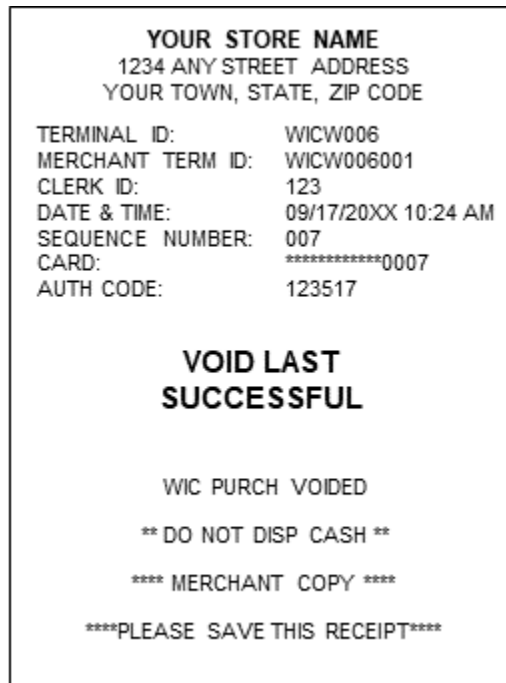 YOUR STORE NAME
1234 ANY STREET ADDRESS
YOUR TOWN, STATE, ZIP CODE
TERMINAL ID: WICW006
MERCHANT TERM ID: WICW006001
CLERK ID: 123
DATE & TIME: 09/17/20XX 10:24 AM
SEQUENCE NUMBER: 007
CARD: ************0007
AUTH CODE: 123517
VOID LAST
SUCCESSFUL
WIC PURCH VOIDED
** DO NOT DISP CASH **
**** MERCHANT COPY ****
****PLEASE SAVE THIS RECEIPT****